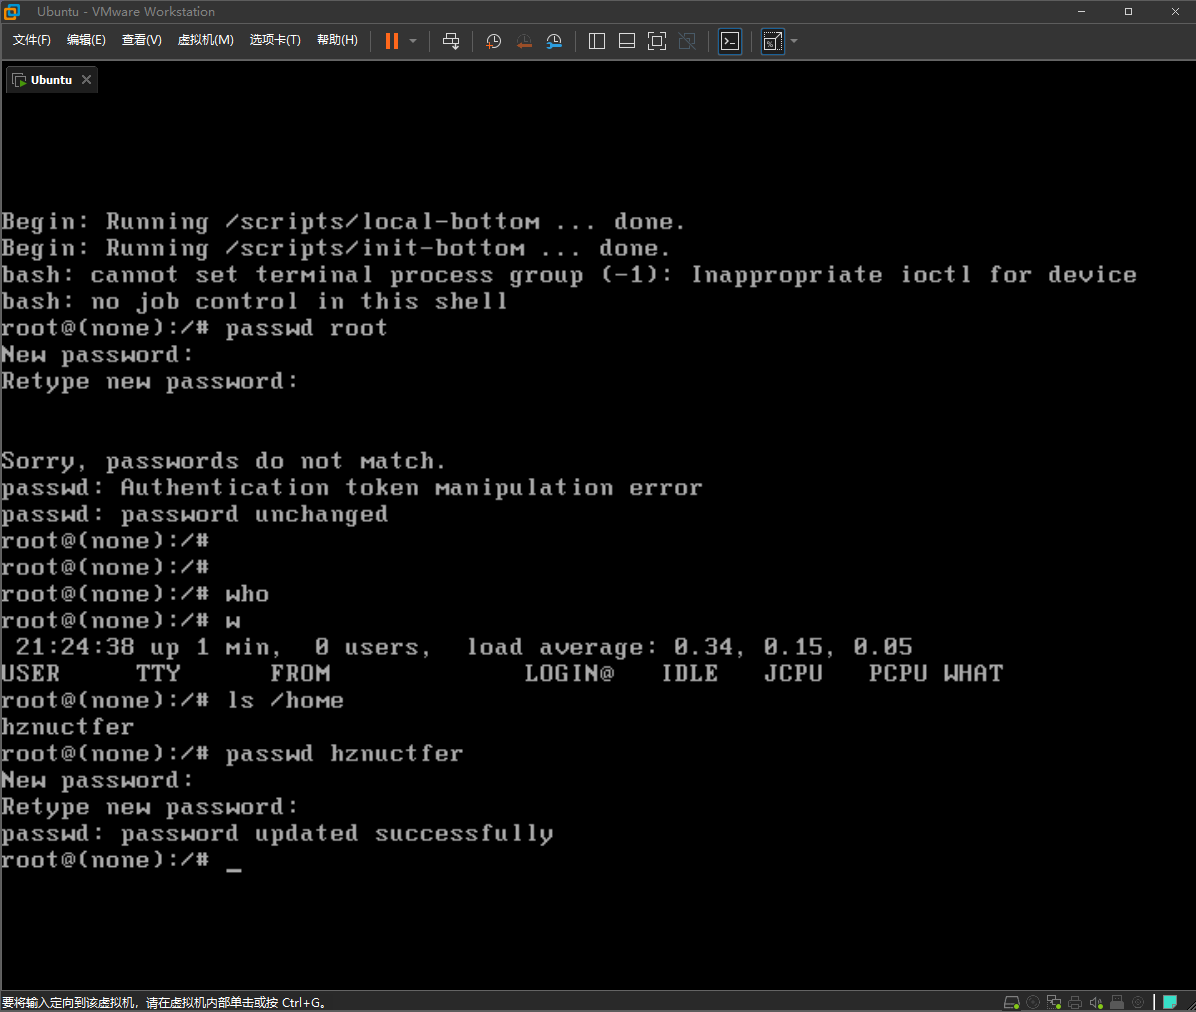 Ubuntu - VMware Workstation
文件(F) 编辑(E) 查看(V) 虚拟机(M) 选项卡(T) 帮助(H)
Ubuntu
Begin: Running /scripts/local-bottom ... done.
Begin: Running /scripts/init-bottom ... done.
bash: cannot set terminal process group (-1): Inappropriate ioctl for device
bash: no job control in this shell
root@(none):/# passwd root
New password:
Retype new password:
Sorry, passwords do not match.
passwd: Authentication token manipulation error
passwd: password unchanged
root@(none):/#
root@(none):/#
root@(none):/# who
root@(none):/# w
21:24:38 up 1 min, 0 users, load average: 0.34, 0.15, 0.05
USER TTY FROM LOGIN@ IDLE JCPU PCPU WHAT
root@(none):/# ls /home
hznuctfer
root@(none):/# passwd hznuctfer
New password:
Retype new password:
passwd: password updated successfully
root@(none):/# _
要将输入定向到该虚拟机，请在虚拟机内部单击或按 Ctrl+G。